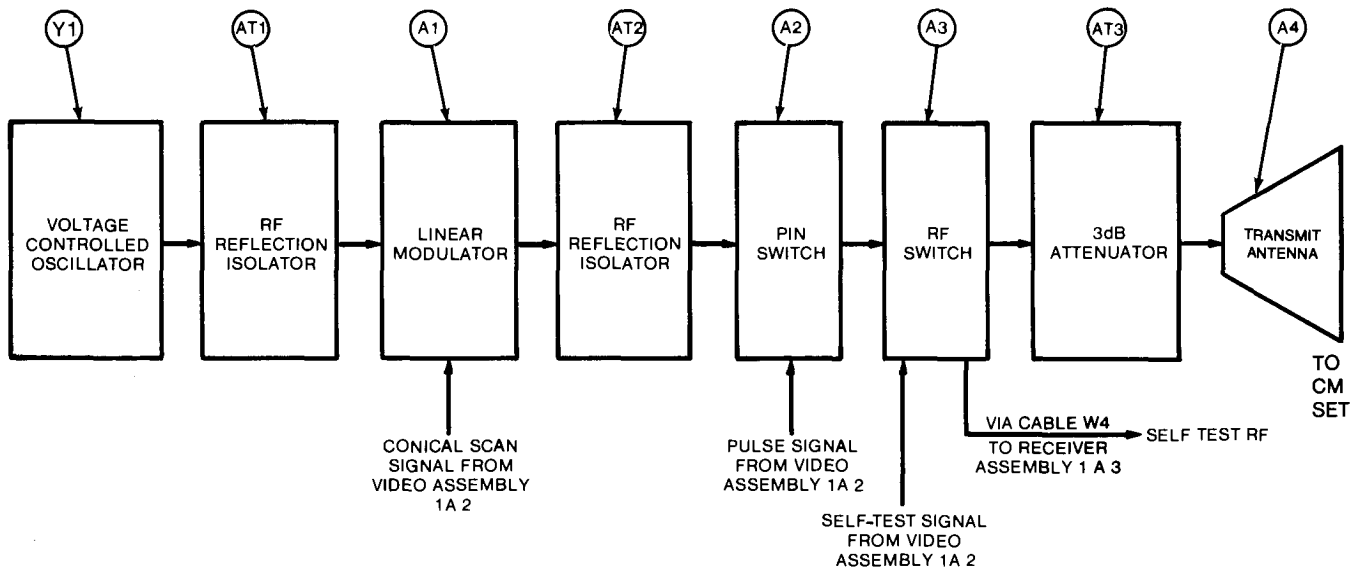 Y1
AT1
A1
AT2
A2
A3
AT3
A4
VOLTAGE
CONTROLLED
OSCILLATOR
RF
REFLECTION
ISOLATOR
LINEAR
MODULATOR
RF
REFLECTION
ISOLATOR
PIN
SWITCH
RF
SWITCH
3dB
ATTENUATOR
TRANSMIT
ANTENNA
TO
CM
SET
CONICAL SCAN
SIGNAL FROM
VIDEO ASSEMBLY
1A 2
PULSE SIGNAL
FROM VIDEO
ASSEMBLY 1A 2
VIA CABLE W4
TO RECEIVER
ASSEMBLY 1 A 3
SELF TEST RF
SELF-TEST SIGNAL
FROM VIDEO
ASSEMBLY 1A 2